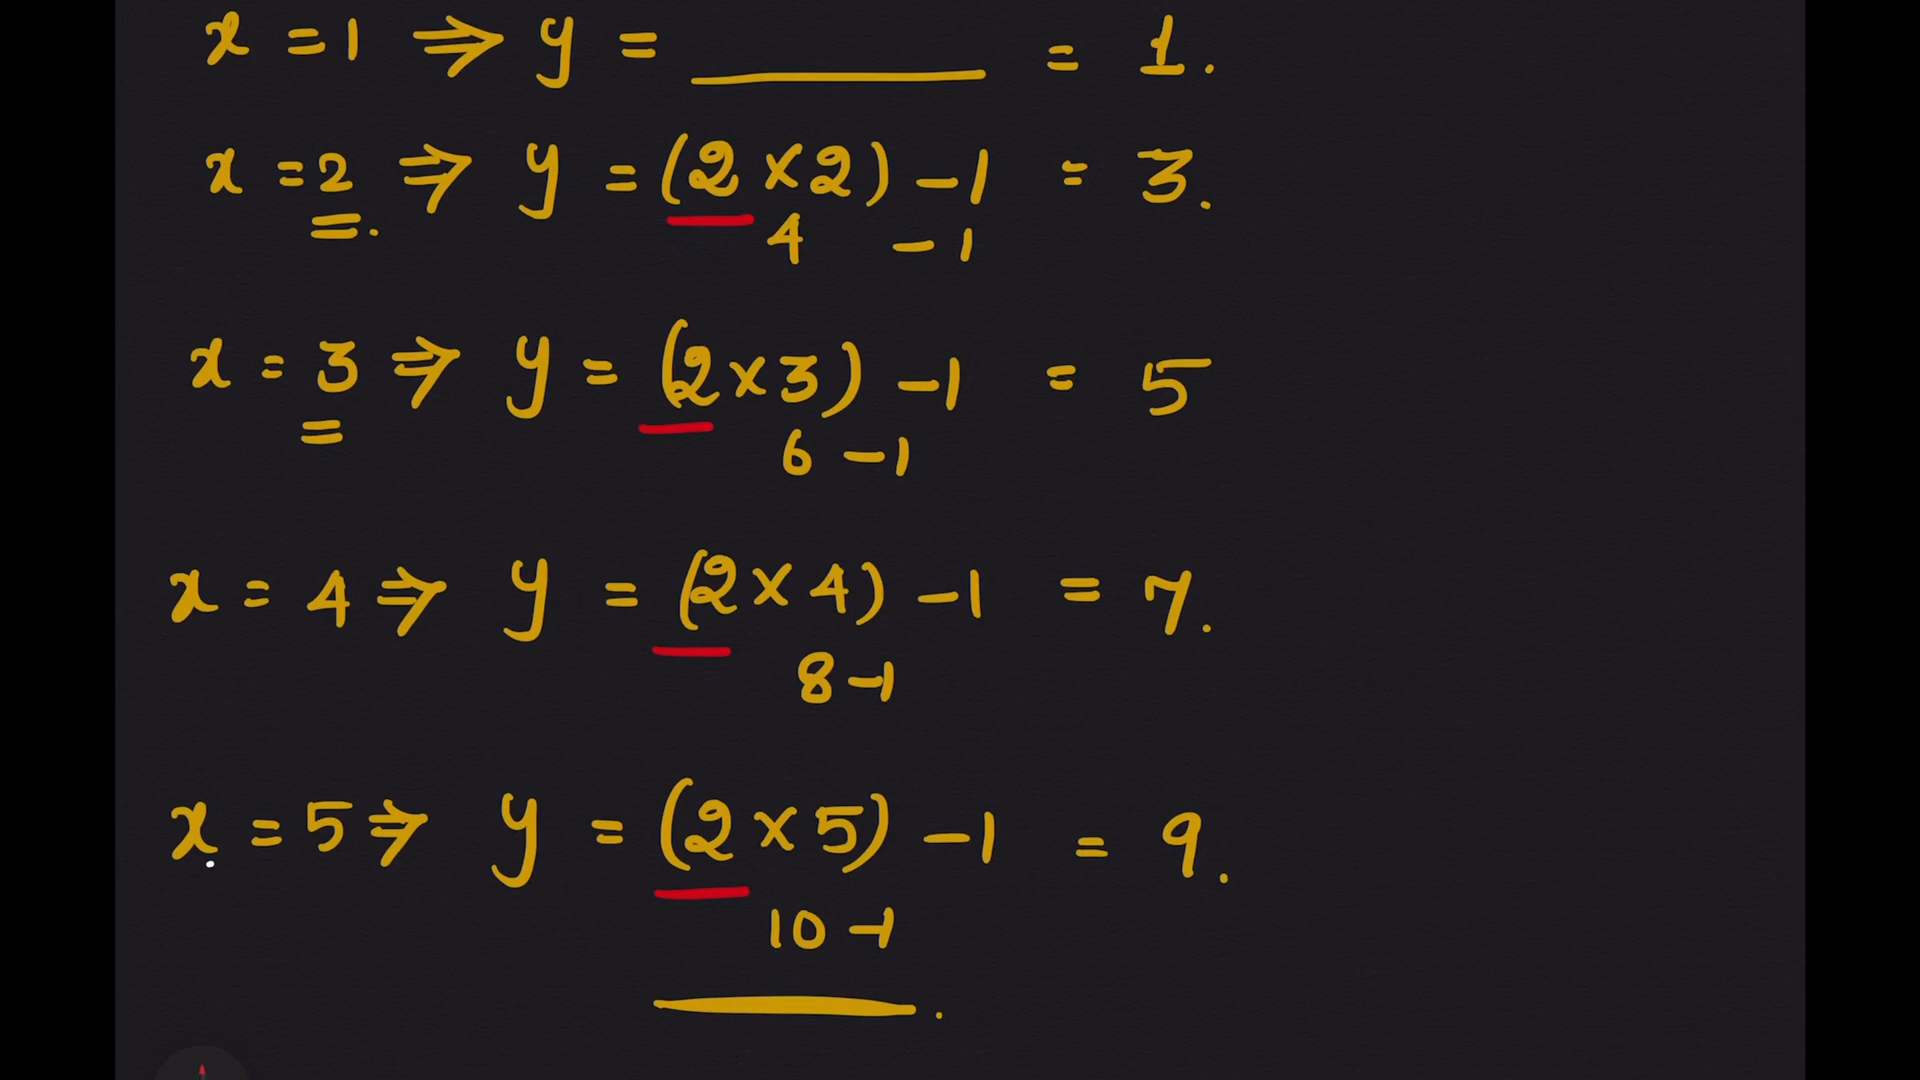 x = 1 ⇒ y = ________ = 1.
x = 2 ⇒ y = (2 × 2) - 1 = 3.
4 - 1
x = 3 ⇒ y = (2 × 3) - 1 = 5
6 - 1
x = 4 ⇒ y = (2 × 4) - 1 = 7.
8 - 1
x = 5 ⇒ y = (2 × 5) - 1 = 9.
10 - 1